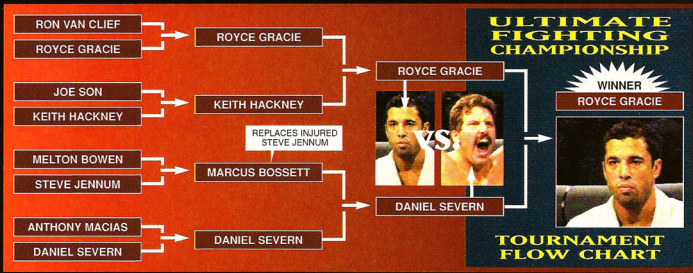 RON VAN CLIEF
ROYCE GRACIE
JOE SON
KEITH HACKNEY
MELTON BOWEN
STEVE JENNUM
ANTHONY MACIAS
DANIEL SEVERN
ROYCE GRACIE
KEITH HACKNEY
REPLACES INJURED
STEVE JENNUM
MARCUS BOSSETT
DANIEL SEVERN
ROYCE GRACIE
VS.
DANIEL SEVERN
ULTIMATE
FIGHTING
CHAMPIONSHIP
WINNER
ROYCE GRACIE
TOURNAMENT
FLOW CHART